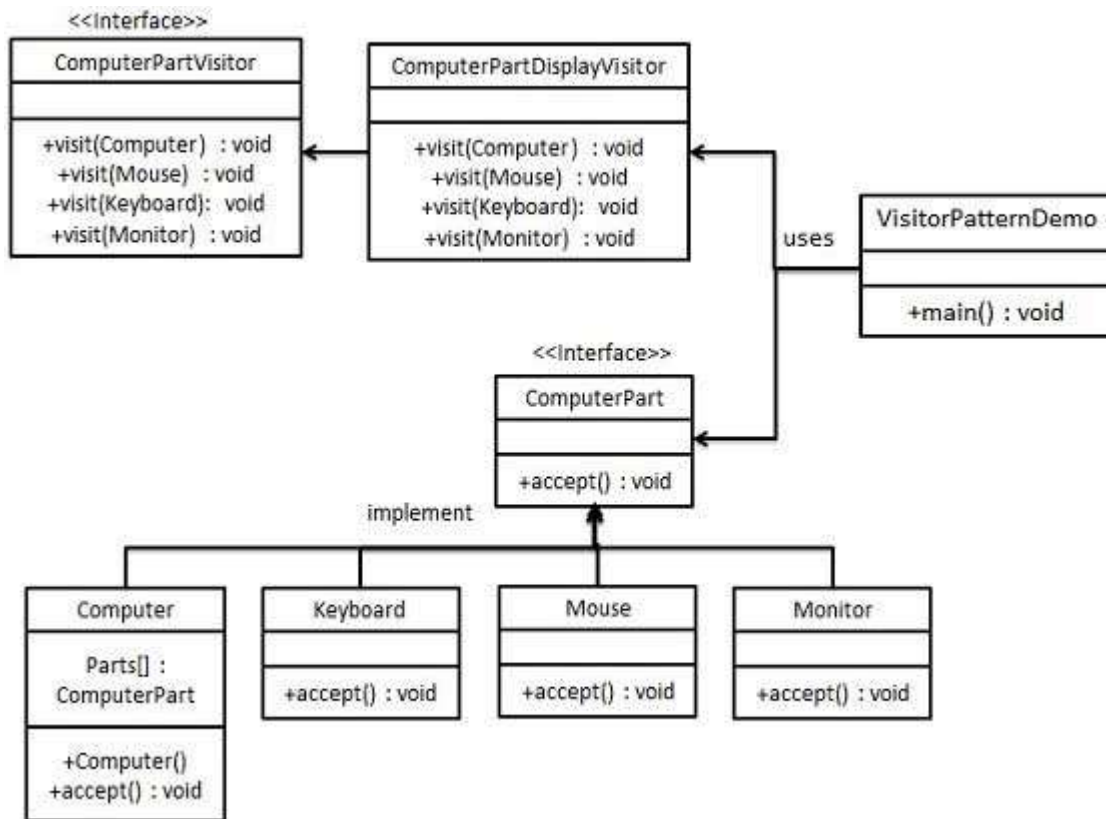 <<Interface>>
ComputerPartVisitor
+visit(Computer) : void
+visit(Mouse) : void
+visit(Keyboard): void
+visit(Monitor) : void
ComputerPartDisplayVisitor
+visit(Computer) : void
+visit(Mouse) : void
+visit(Keyboard): void
+visit(Monitor) : void
uses
VisitorPatternDemo
+main() : void
<<Interface>>
ComputerPart
+accept() : void
implement
Computer
Parts[] :
ComputerPart
+Computer()
+accept() : void
Keyboard
+accept() : void
Mouse
+accept() : void
Monitor
+accept() : void